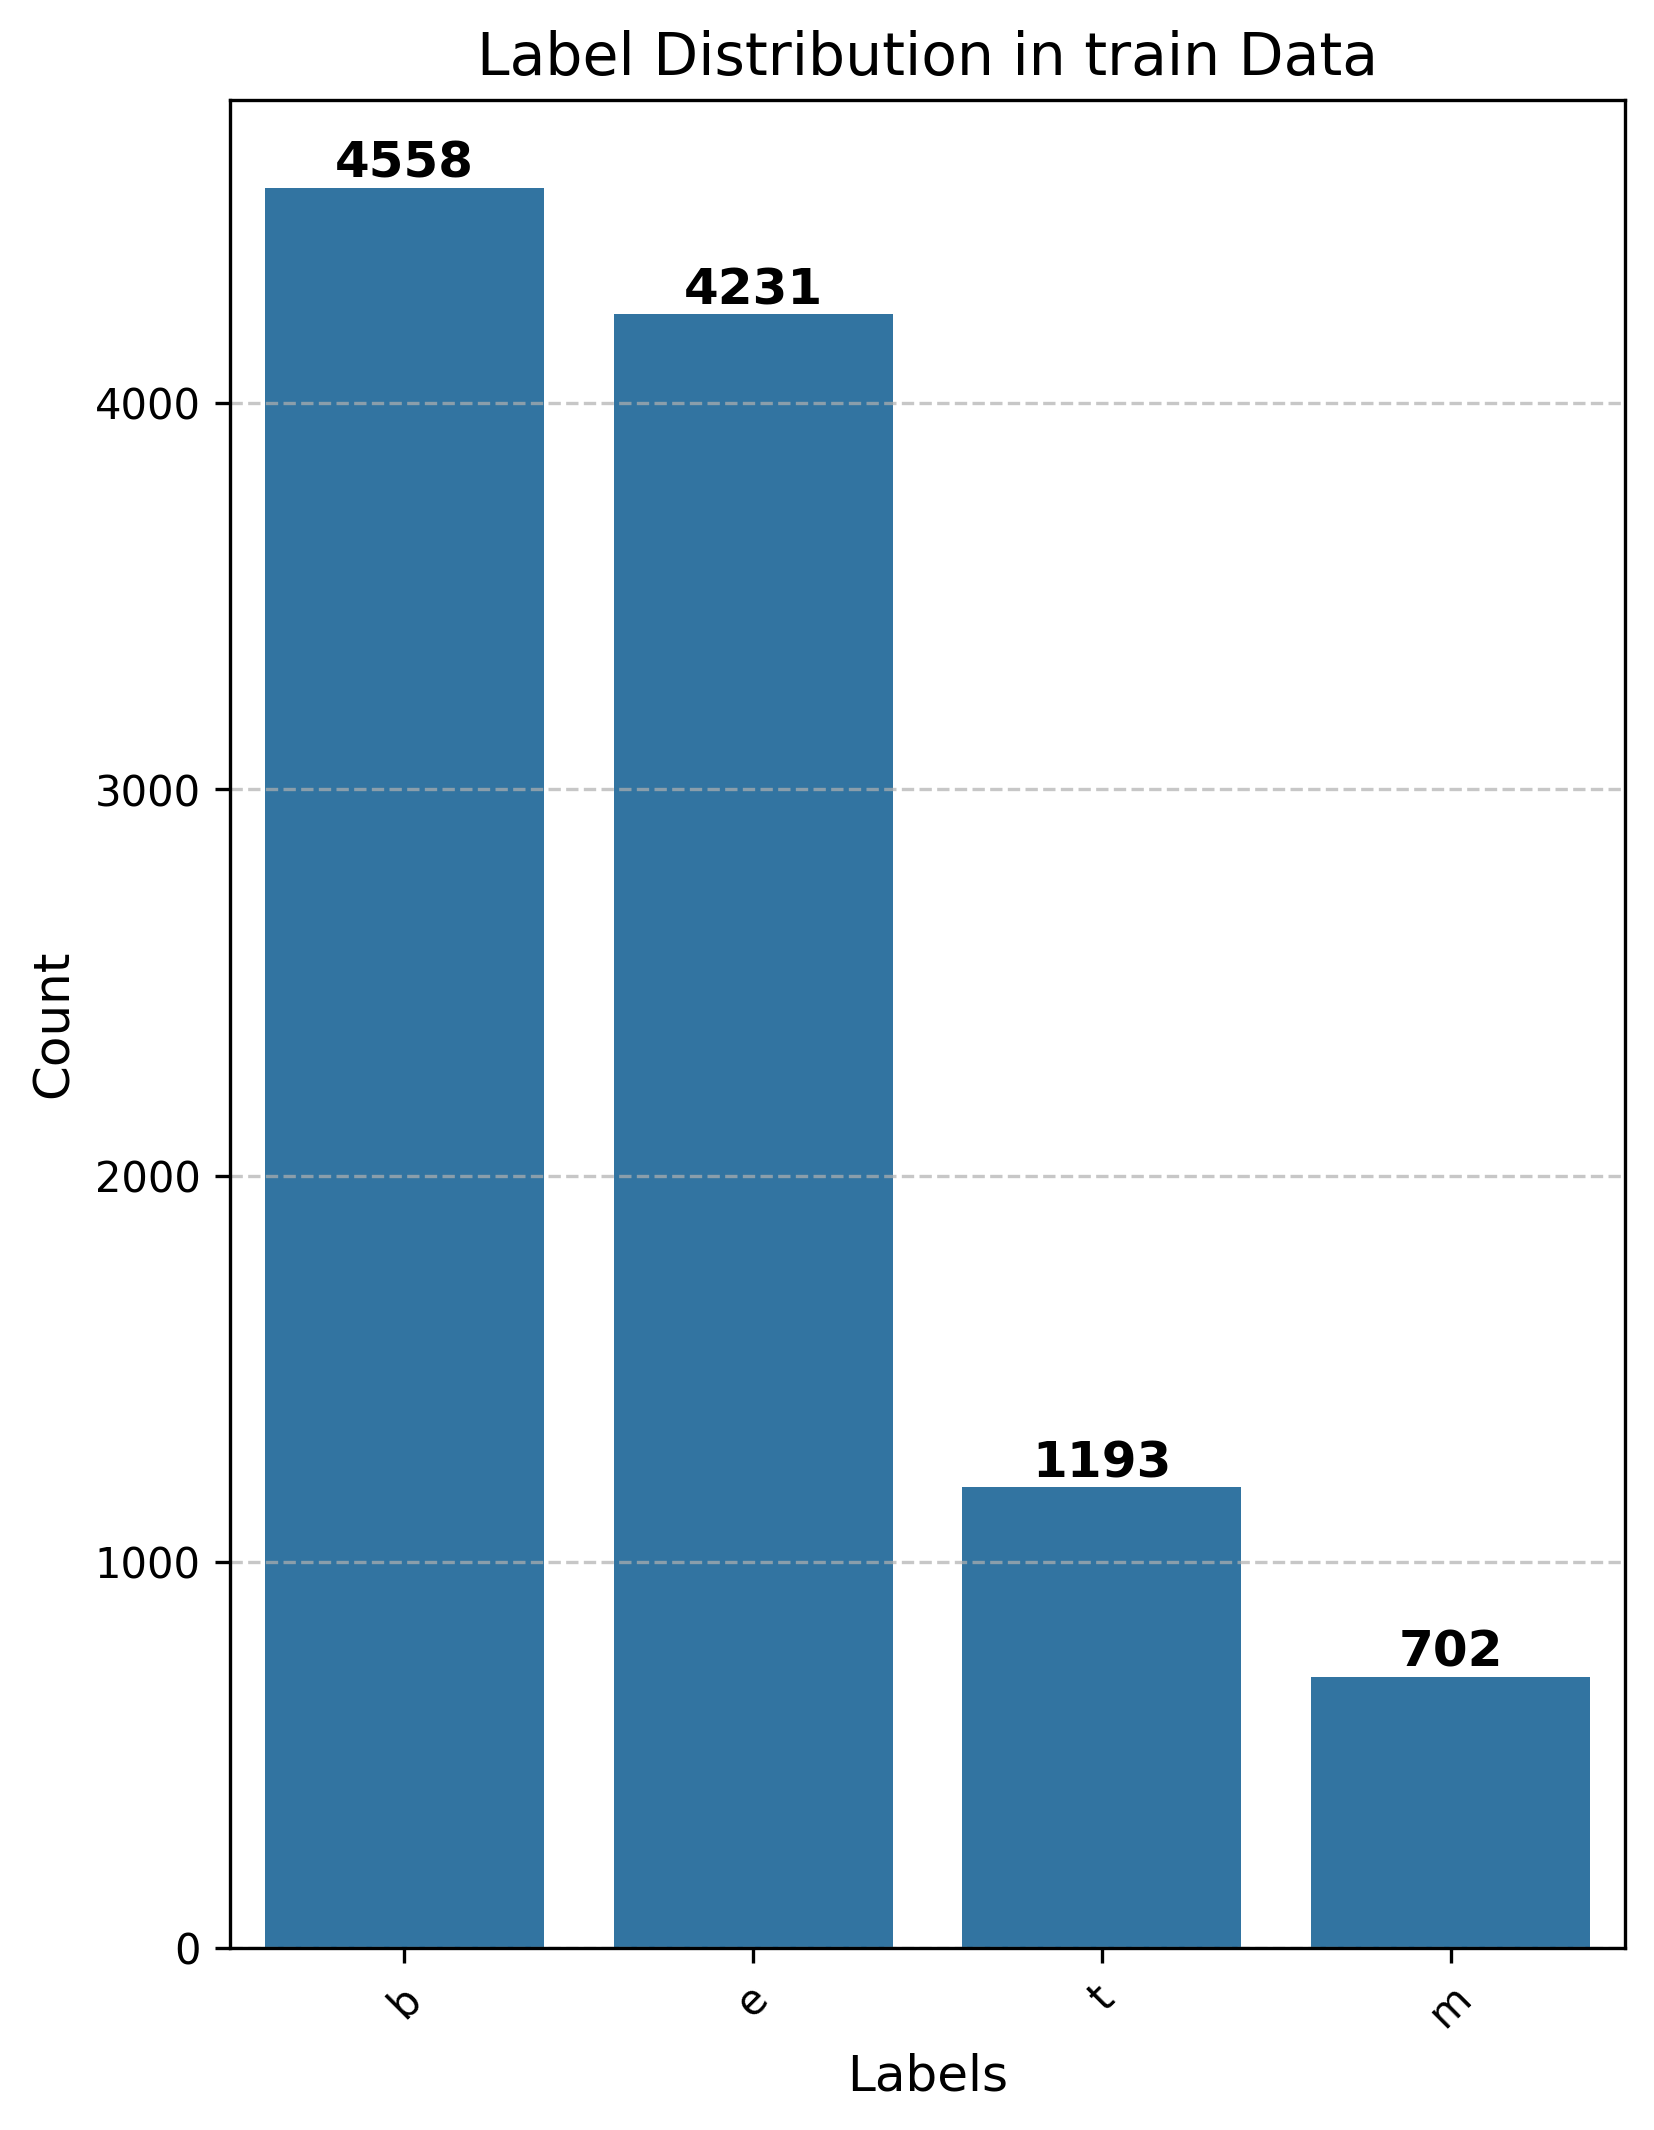 Label Distribution in train Data
4558
4231
1193
702
4000
3000
2000
1000
0
Count
b
e
t
m
Labels